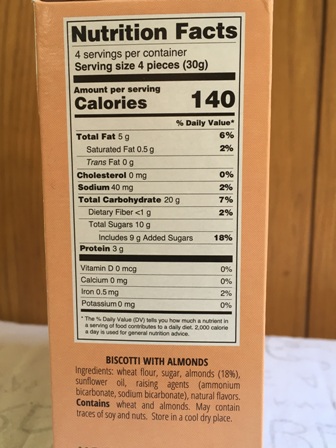 Nutrition Facts
4 servings per container
Serving size 4 pieces (30g)
Amount per serving
Calories 140
% Daily Value*
Total Fat 5 g 6%
Saturated Fat 0.5 g 2%
Trans Fat 0 g
Cholesterol 0 mg 0%
Sodium 40 mg 2%
Total Carbohydrate 20 g 7%
Dietary Fiber <1 g 2%
Total Sugars 10 g
Includes 9 g Added Sugars 18%
Protein 3 g
Vitamin D 0 mcg 0%
Calcium 0 mg 0%
Iron 0.5 mg 2%
Potassium 0 mg 0%
* The % Daily Value (DV) tells you how much a nutrient in
a serving of food contributes to a daily diet. 2,000 calorie
a day is used for general nutrition advice.
BISCOTTI WITH ALMONDS
Ingredients: wheat flour, sugar, almonds (18%),
sunflower oil, raising agents (ammonium
bicarbonate, sodium bicarbonate), natural flavors.
Contains wheat and almonds. May contain
traces of soy and nuts. Store in a cool dry place.